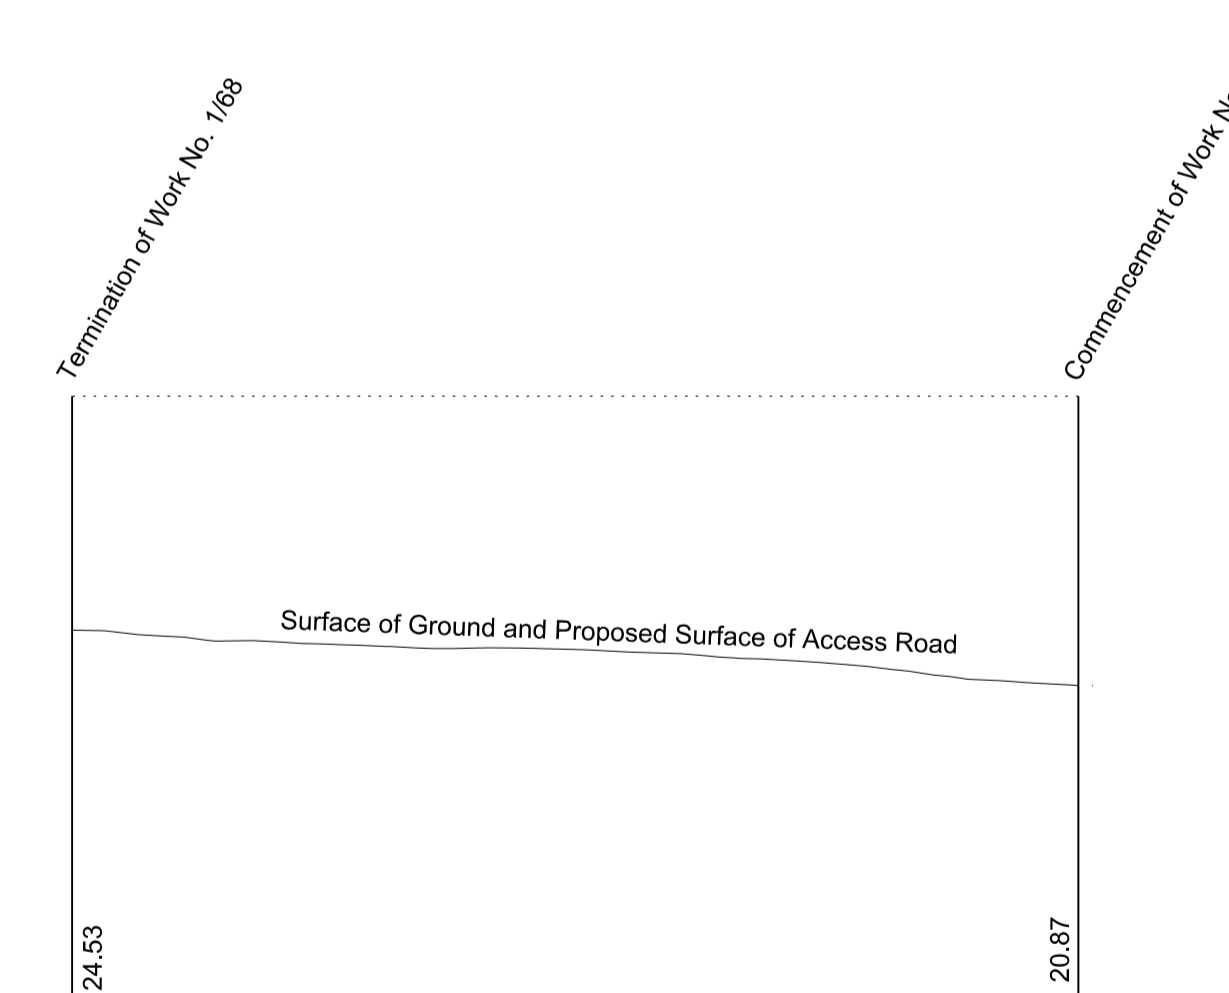 Termination of Work No. 1/68
Commencement of Work
Surface of Ground and Proposed Surface of Access Road
24.53
20.87